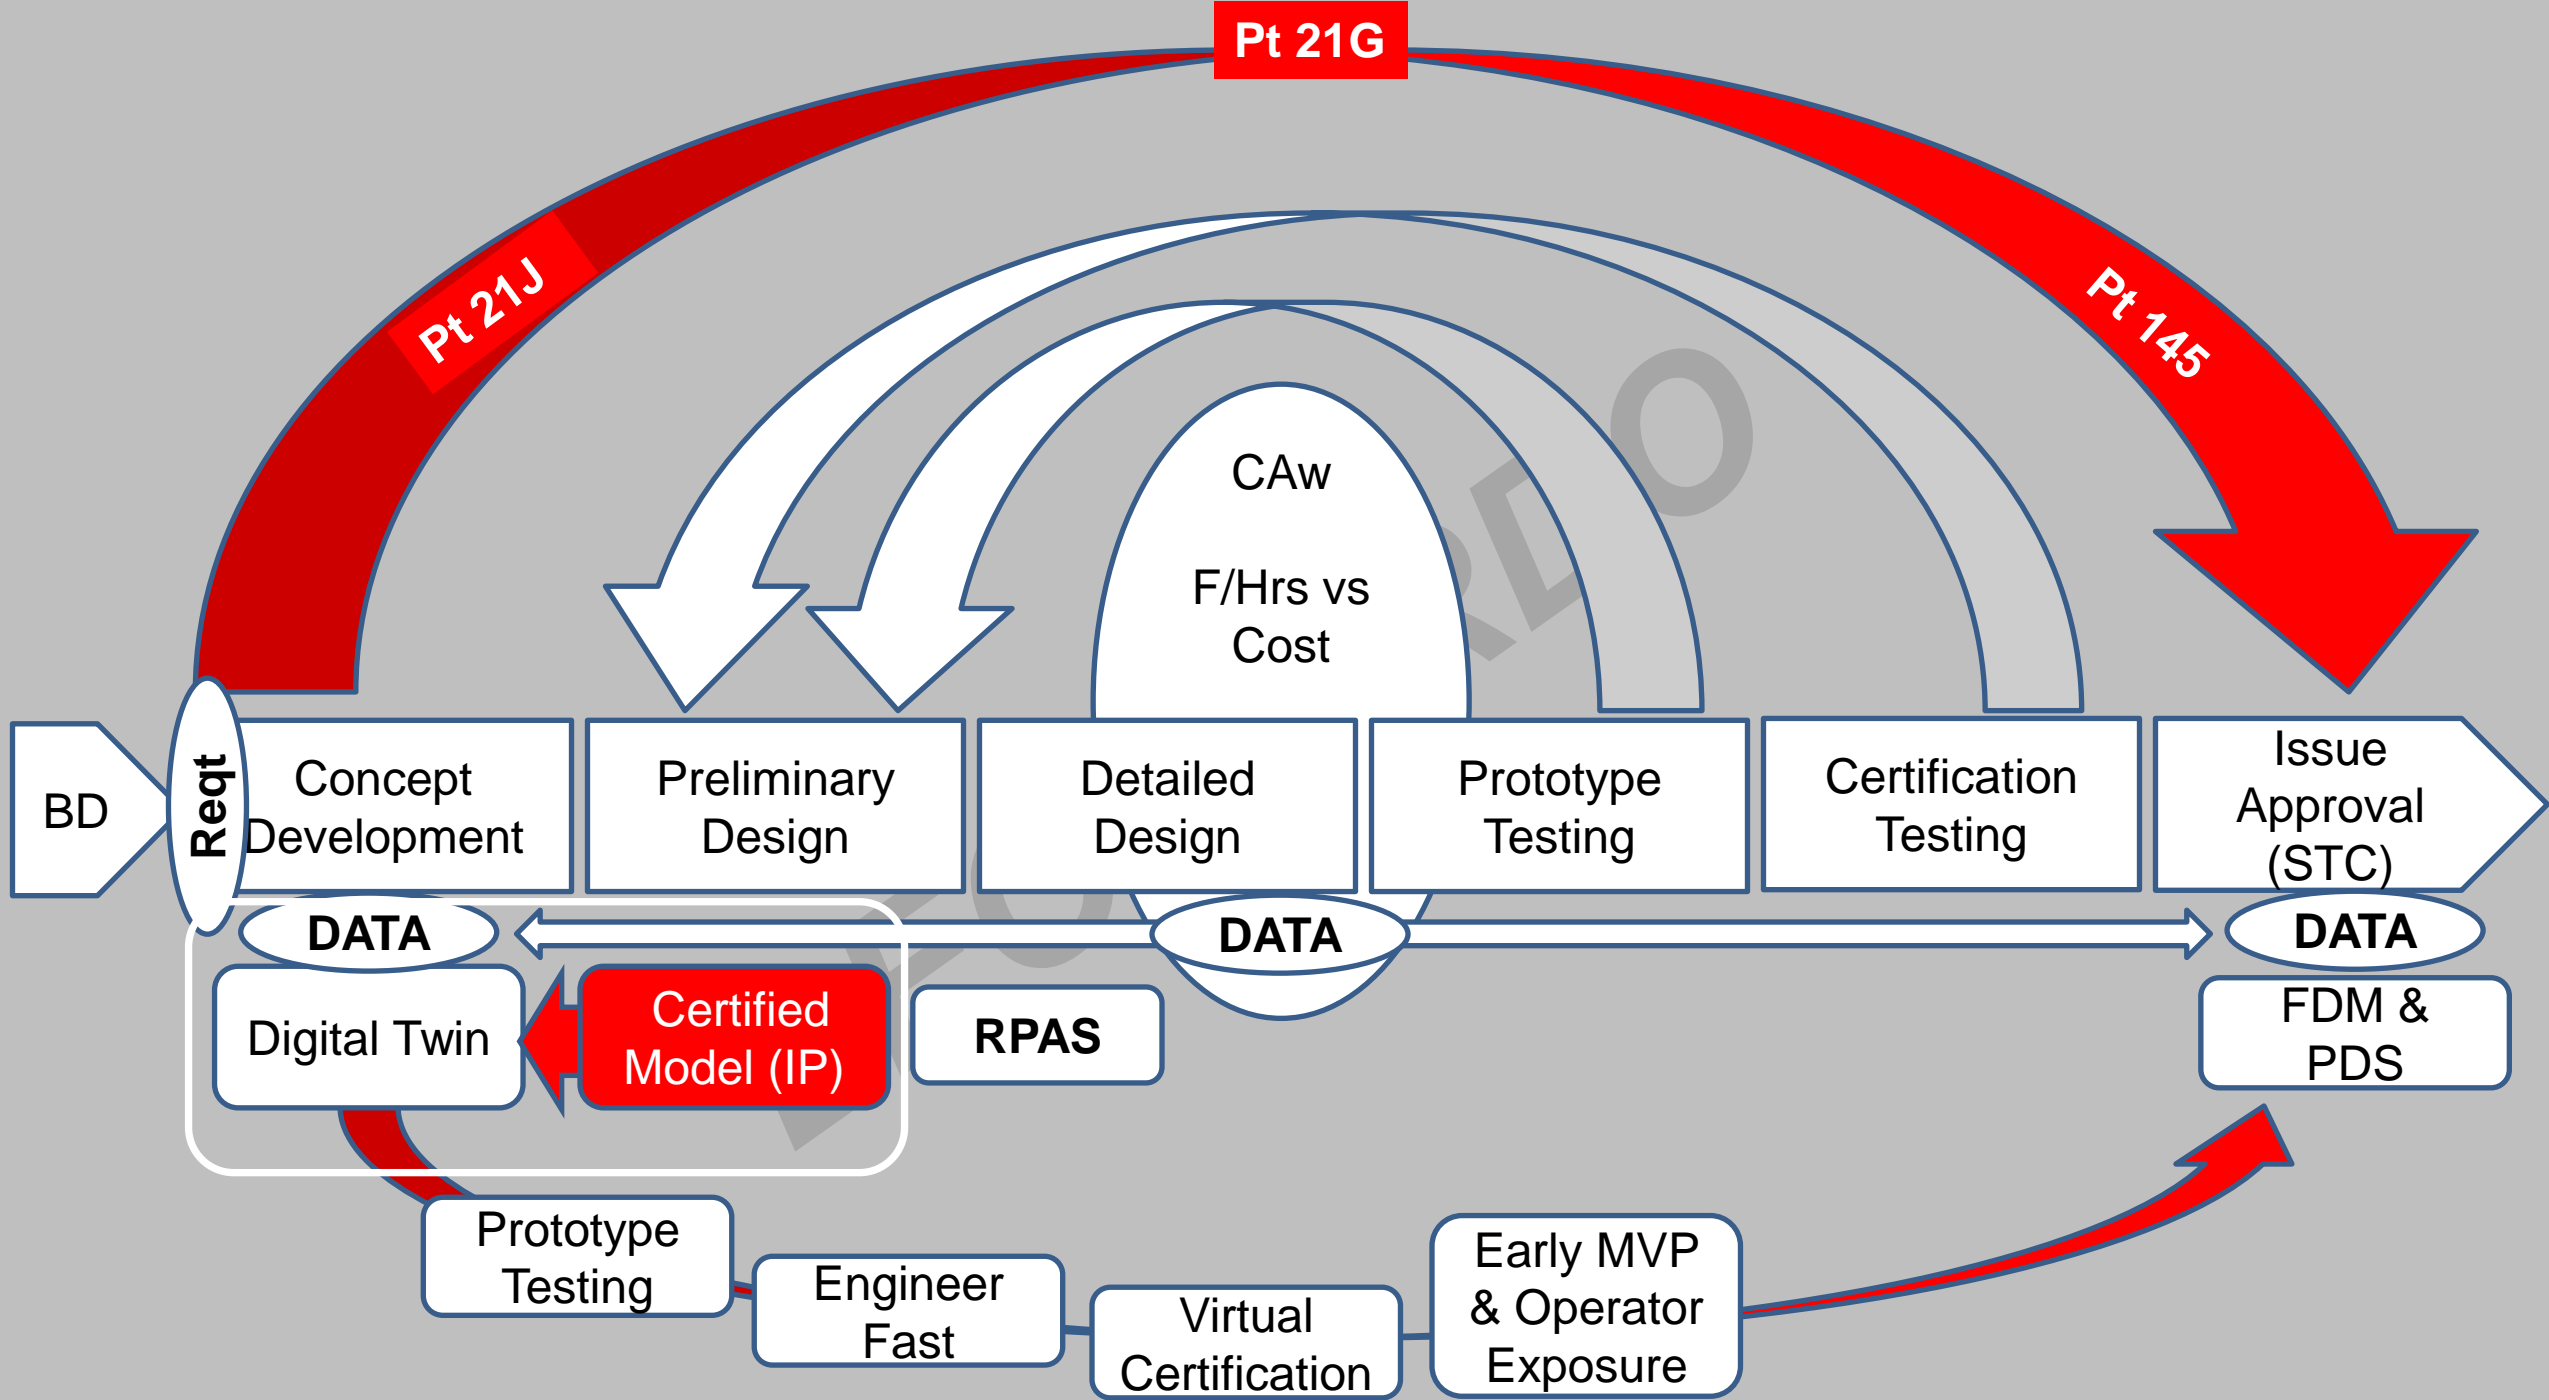 Pt 21G
Pt 21J
Pt 145
CAw
F/Hrs vs
Cost
BD
Reqt
Concept
Development
Preliminary
Design
Detailed
Design
Prototype
Testing
Certification
Testing
Issue
Approval
(STC)
DATA
DATA
DATA
Digital Twin
Certified
Model (IP)
RPAS
FDM &
PDS
Prototype
Testing
Engineer
Fast
Virtual
Certification
Early MVP
& Operator
Exposure